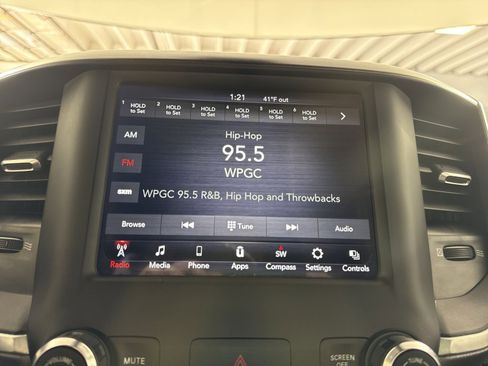 1:21 41°F out
1 HOLD to Set 2 HOLD to Set 3 HOLD to Set 4 HOLD to Set 5 HOLD to Set 6 HOLD to Set
AM
Hip-Hop
FM
95.5
WPGC
sxm
WPGC 95.5 R&B, Hip Hop and Throwbacks
Browse Tune Audio
SW
Radio Media Phone Apps Compass Settings Controls
MUTE SCREEN OFF
VOLUME TUNE